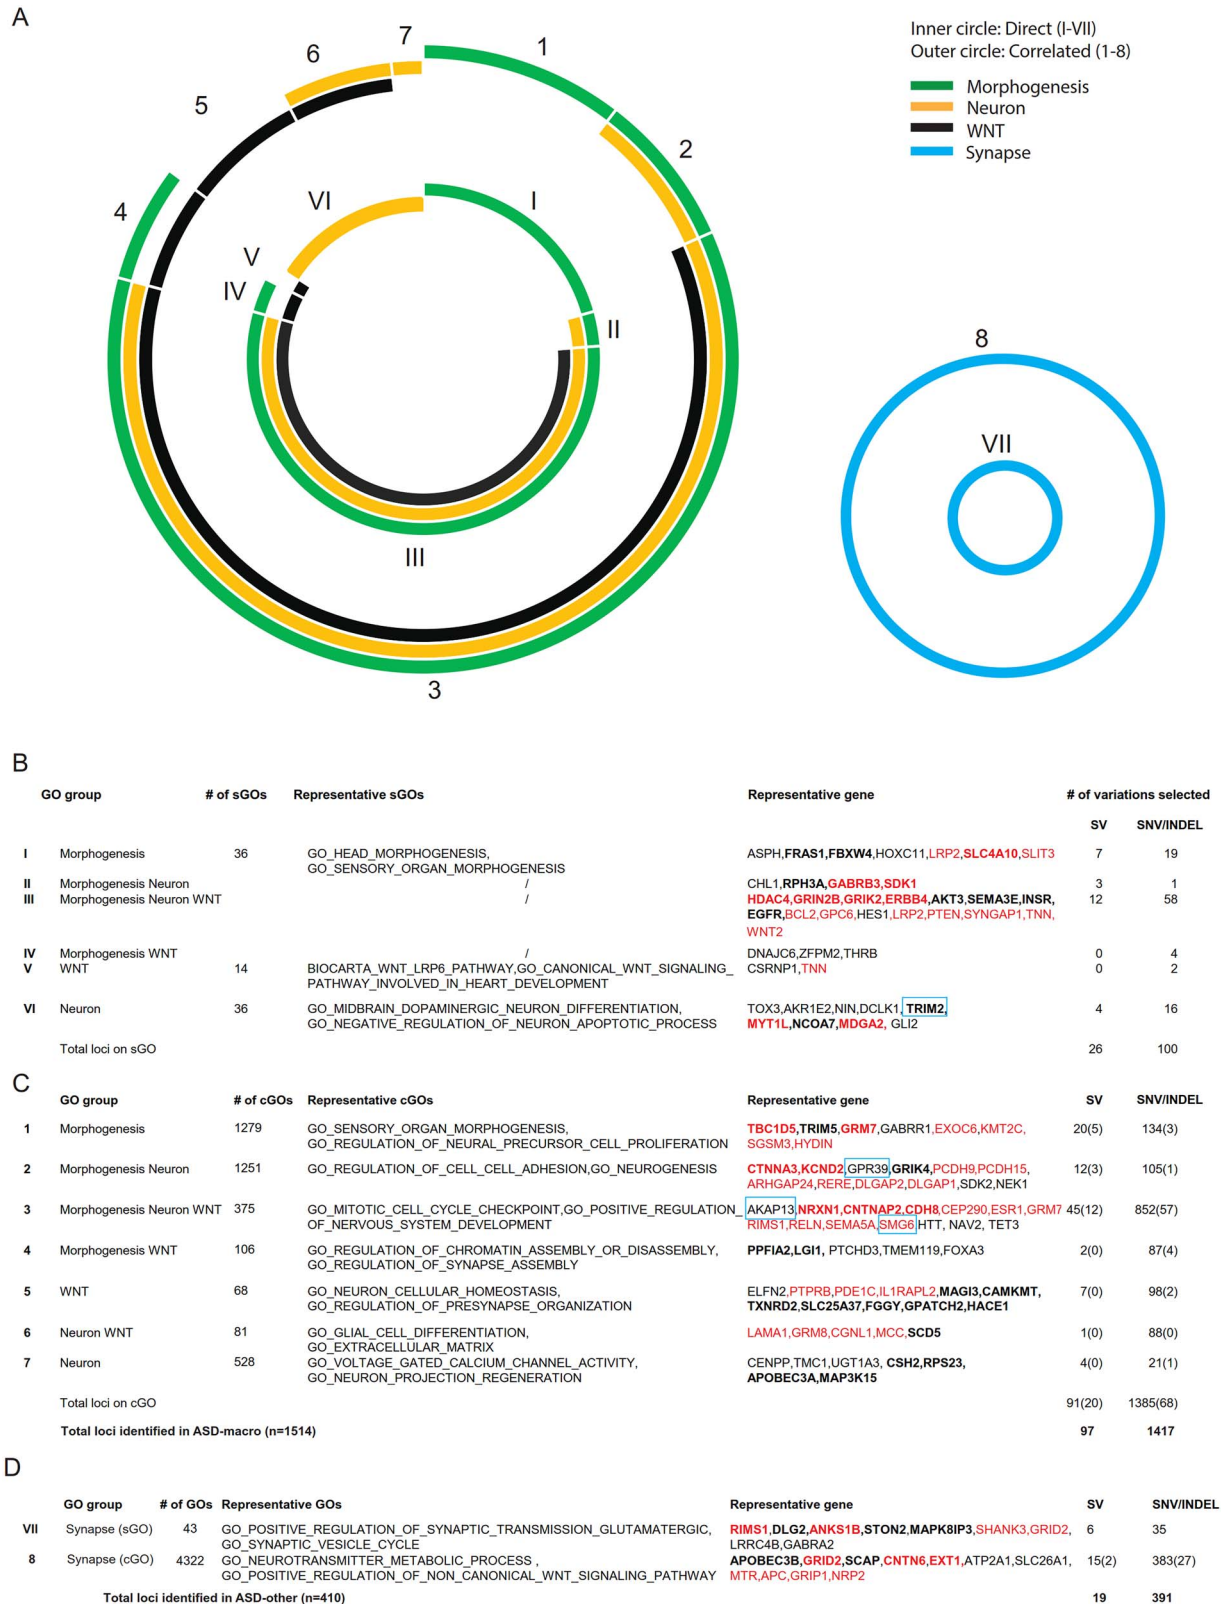 A
Inner circle: Direct (I-VII)
Outer circle: Correlated (1-8)
Morphogenesis
Neuron
WNT
Synapse
1
2
3
4
5
6
7
I
II
III
IV
V
VI
8
VII
B
GO group # of sGOs Representative sGOs Representative gene # of variations selected
SV SNV/INDEL
I Morphogenesis 36 GO_HEAD_MORPHOGENESIS, ASPH,FRAS1,FBXW4,HOXC11,LRP2,SLC4A10,SLIT3 7 19
GO_SENSORY_ORGAN_MORPHOGENESIS
II Morphogenesis Neuron / CHL1,RPH3A,GABRB3,SDK1 3 1
III Morphogenesis Neuron WNT / HDAC4,GRIN2B,GRIK2,ERBB4,AKT3,SEMA3E,INSR, 12 58
EGFR,BCL2,GPC6,HES1,LRP2,PTEN,SYNGAP1,TNN,
WNT2
IV Morphogenesis WNT / DNAJC6,ZFPM2,THRB 0 4
V WNT 14 BIOCARTA_WNT_LRP6_PATHWAY,GO_CANONICAL_WNT_SIGNALING_ CSRNP1,TNN 0 2
PATHWAY_INVOLVED_IN_HEART_DEVELOPMENT
VI Neuron 36 GO_MIDBRAIN_DOPAMINERGIC_NEURON_DIFFERENTIATION, TOX3,AKR1E2,NIN,DCLK1,TRIM2, 4 16
GO_NEGATIVE_REGULATION_OF_NEURON_APOPTOTIC_PROCESS MYT1L,NCOA7,MDGA2, GLI2
Total loci on sGO 26 100
C
GO group # of cGOs Representative cGOs Representative gene SV SNV/INDEL
1 Morphogenesis 1279 GO_SENSORY_ORGAN_MORPHOGENESIS, TBC1D5,TRIM5,GRM7,GABRR1,EXOC6,KMT2C, 20(5) 134(3)
GO_REGULATION_OF_NEURAL_PRECURSOR_CELL_PROLIFERATION SGSM3,HYDIN
2 Morphogenesis Neuron 1251 GO_REGULATION_OF_CELL_CELL_ADHESION,GO_NEUROGENESIS CTNNA3,KCND2,GPR39,GRIK4,PCDH9,PCDH15, 12(3) 105(1)
ARHGAP24,RERE,DLGAP2,DLGAP1,SDK2,NEK1
3 Morphogenesis Neuron WNT 375 GO_MITOTIC_CELL_CYCLE_CHECKPOINT,GO_POSITIVE_REGULATION_ AKAP13,NRXN1,CNTNAP2,CDH8,CEP290,ESR1,GRM7 45(12) 852(57)
OF_NERVOUS_SYSTEM_DEVELOPMENT RIMS1,RELN,SEMA5A,SMG6,HTT, NAV2, TET3
4 Morphogenesis WNT 106 GO_REGULATION_OF_CHROMATIN_ASSEMBLY_OR_DISASSEMBLY, PPFIA2,LGI1, PTCHD3,TMEM119,FOXA3 2(0) 87(4)
GO_REGULATION_OF_SYNAPSE_ASSEMBLY
5 WNT 68 GO_NEURON_CELLULAR_HOMEOSTASIS, ELFN2,PTPRB,PDE1C,IL1RAPL2,MAGI3,CAMKMT, 7(0) 98(2)
GO_REGULATION_OF_PRESYNAPSE_ORGANIZATION TXNRD2,SLC25A37,FGGY,GPATCH2,HACE1
6 Neuron WNT 81 GO_GLIAL_CELL_DIFFERENTIATION, LAMA1,GRM8,CGNL1,MCC,SCD5 1(0) 88(0)
GO_EXTRACELLULAR_MATRIX
7 Neuron 528 GO_VOLTAGE_GATED_CALCIUM_CHANNEL_ACTIVITY, CENPP,TMC1,UGT1A3, CSH2,RPS23, 4(0) 21(1)
GO_NEURON_PROJECTION_REGENERATION APOBEC3A,MAP3K15
Total loci on cGO 91(20) 1385(68)
Total loci identified in ASD-macro (n=1514) 97 1417
D
GO group # of GOs Representative GOs Representative gene SV SNV/INDEL
VII Synapse (sGO) 43 GO_POSITIVE_REGULATION_OF_SYNAPTIC_TRANSMISSION_GLUTAMATERGIC, RIMS1,DLG2,ANKS1B,STON2,MAPK8IP3,SHANK3,GRID2, 6 35
GO_SYNAPTIC_VESICLE_CYCLE LRRC4B,GABRA2
8 Synapse (cGO) 4322 GO_NEUROTRANSMITTER_METABOLIC_PROCESS , APOBEC3B,GRID2,SCAP,CNTN6,EXT1,ATP2A1,SLC26A1, 15(2) 383(27)
GO_POSITIVE_REGULATION_OF_NON_CANONICAL_WNT_SIGNALING_PATHWAY MTR,APC,GRIP1,NRP2
Total loci identified in ASD-other (n=410) 19 391